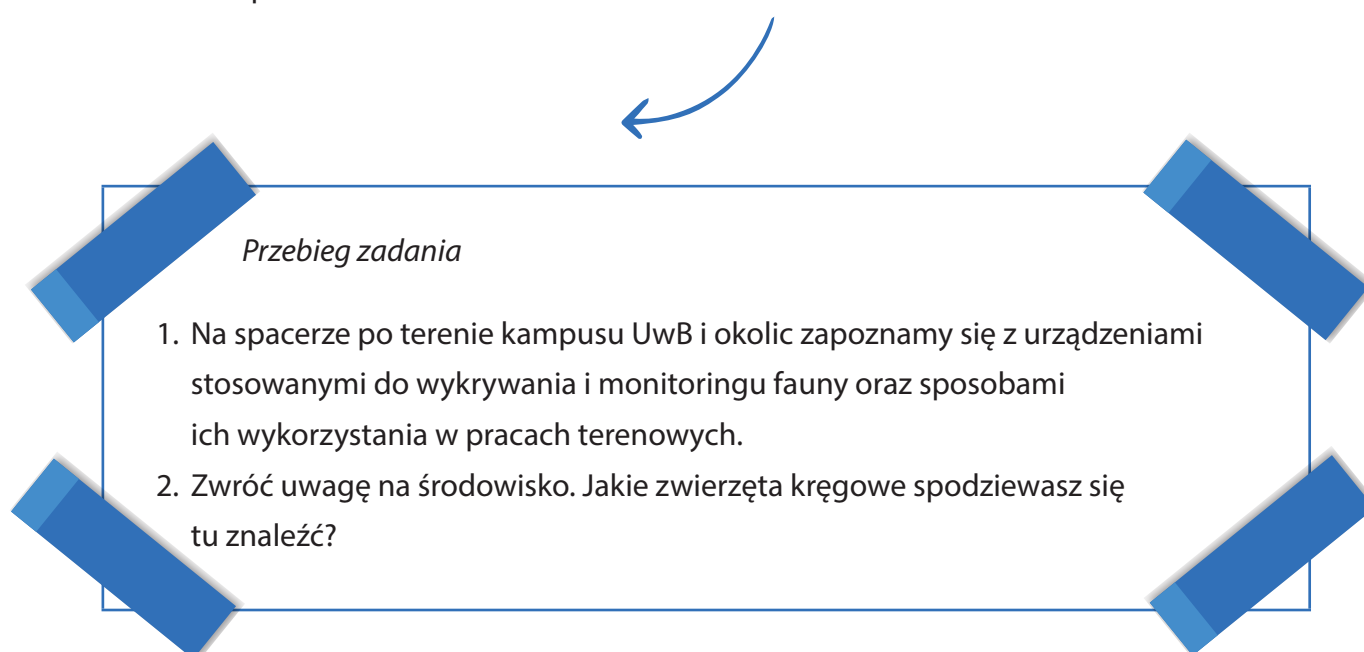 Przebieg zadania
1. Na spacerze po terenie kampusu UwB i okolic zapoznamy się z urządzeniami
stosowanymi do wykrywania i monitoringu fauny oraz sposobami
ich wykorzystania w pracach terenowych.
2. Zwróć uwagę na środowisko. Jakie zwierzęta kręgowe spodziewasz się
tu znaleźć?